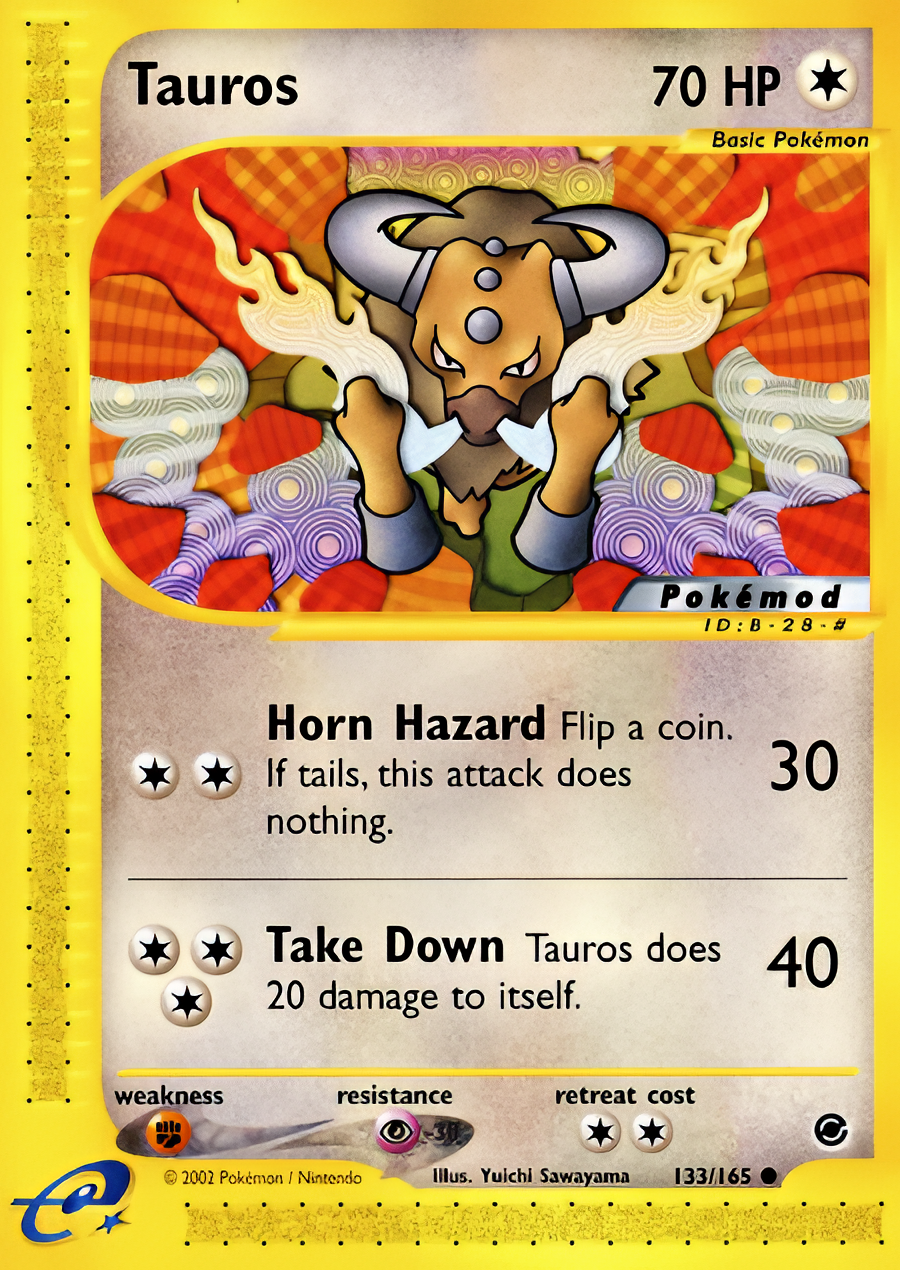 Tauros 70 HP
Basic Pokémon
Pokémod
ID:B-28-#
Horn Hazard Flip a coin.
If tails, this attack does
nothing.
30
Take Down Tauros does
20 damage to itself.
40
weakness resistance retreat cost
-30
© 2002 Pokémon / Nintendo Illus. Yuichi Sawayama 133/165
e